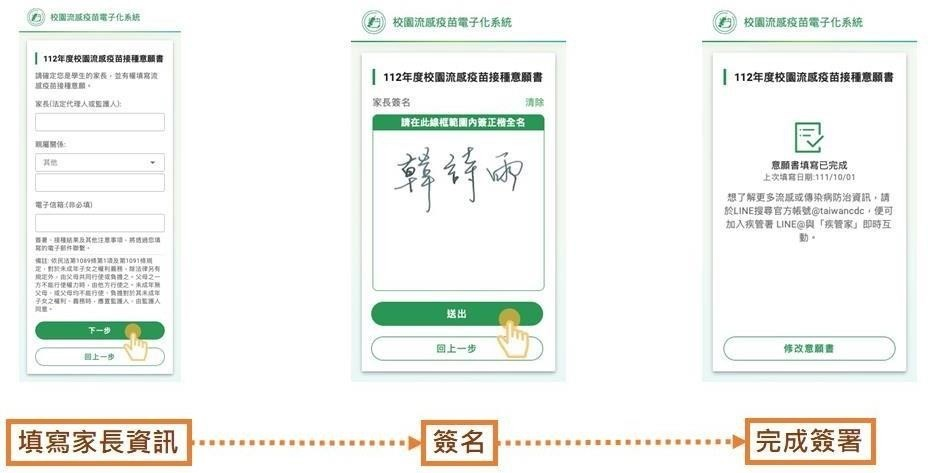 校園流感疫苗電子化系統
112年度校園流感疫苗接種意願書
請確定您是學生的家長，並有權填寫流
感疫苗接種意願。
家長(法定代理人或監護人):
親屬關係:
其他
電子信箱:(非必填)
簽署、接種結果及其他注意事項，將透過您填
寫的電子郵件聯繫。
備註: 依民法第1089條第1項及第1091條規
定，對於未成年子女之權利義務，除法律另有
規定外，由父母共同行使或負擔之。父母之一
方不能行使權力時，由他方行使之。未成年無
父母，或父母均不能行使、負擔對於其未成年
子女之權利、義務時，應置監護人，由監護人
同意。
下一步
回上一步
校園流感疫苗電子化系統
112年度校園流感疫苗接種意願書
家長簽名
清除
請在此線框範圍內簽正楷全名
韓詩雨
送出
回上一步
校園流感疫苗電子化系統
112年度校園流感疫苗接種意願書
意願書填寫已完成
上次填寫日期:111/10/01
想了解更多流感或傳染病防治資訊，請
於LINE搜尋官方帳號@taiwancdc，便可
加入疾管署 LINE@與「疾管家」即時互
動。
修改意願書
填寫家長資訊
簽名
完成簽署